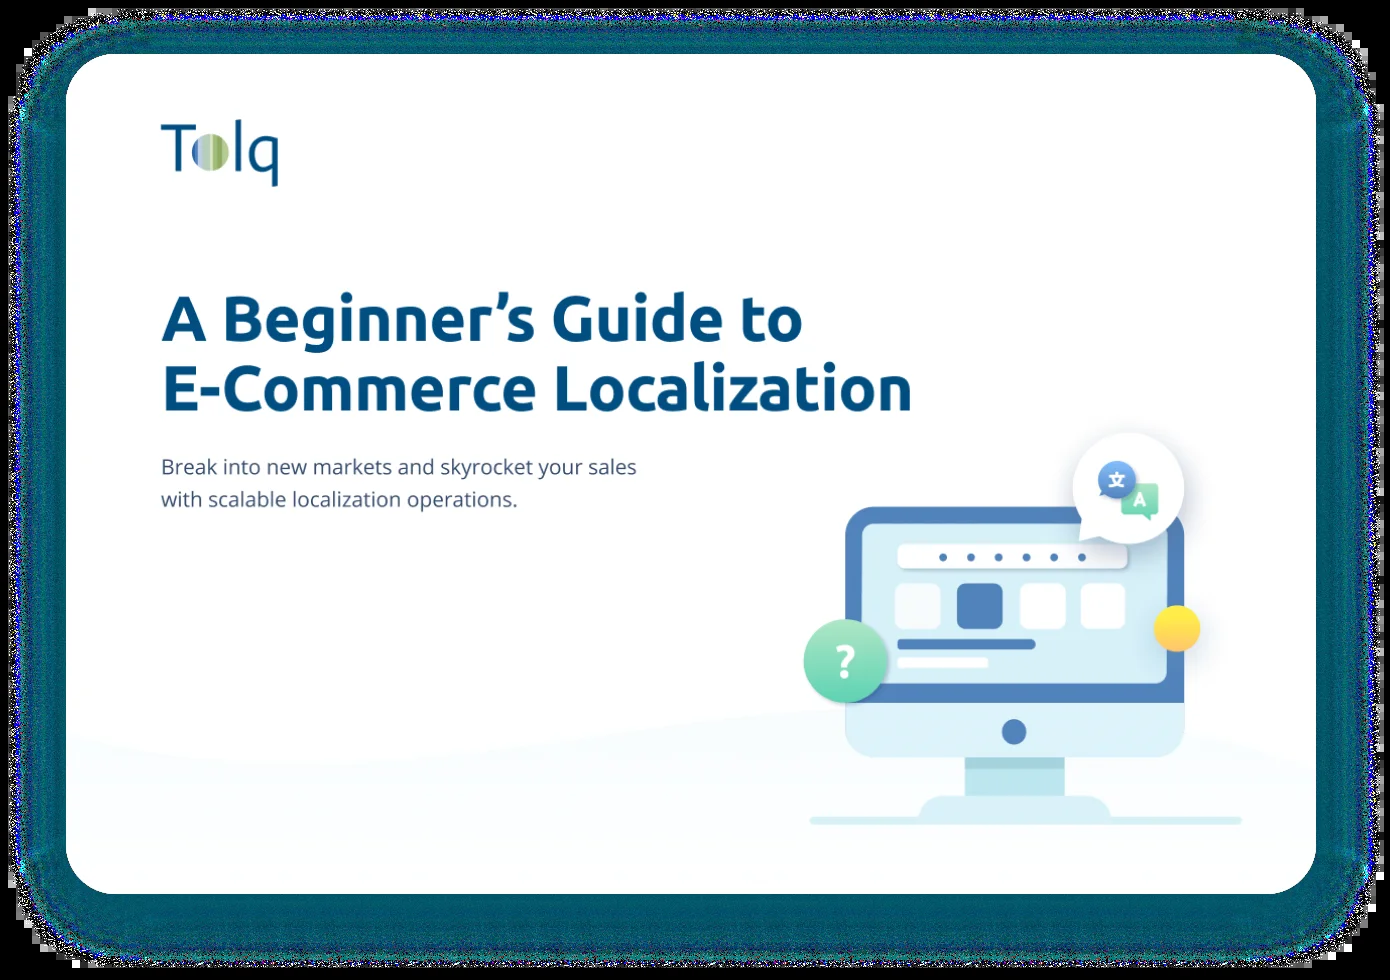 Tolq
A Beginner’s Guide to
E-Commerce Localization
Break into new markets and skyrocket your sales
with scalable localization operations.
文
A
?